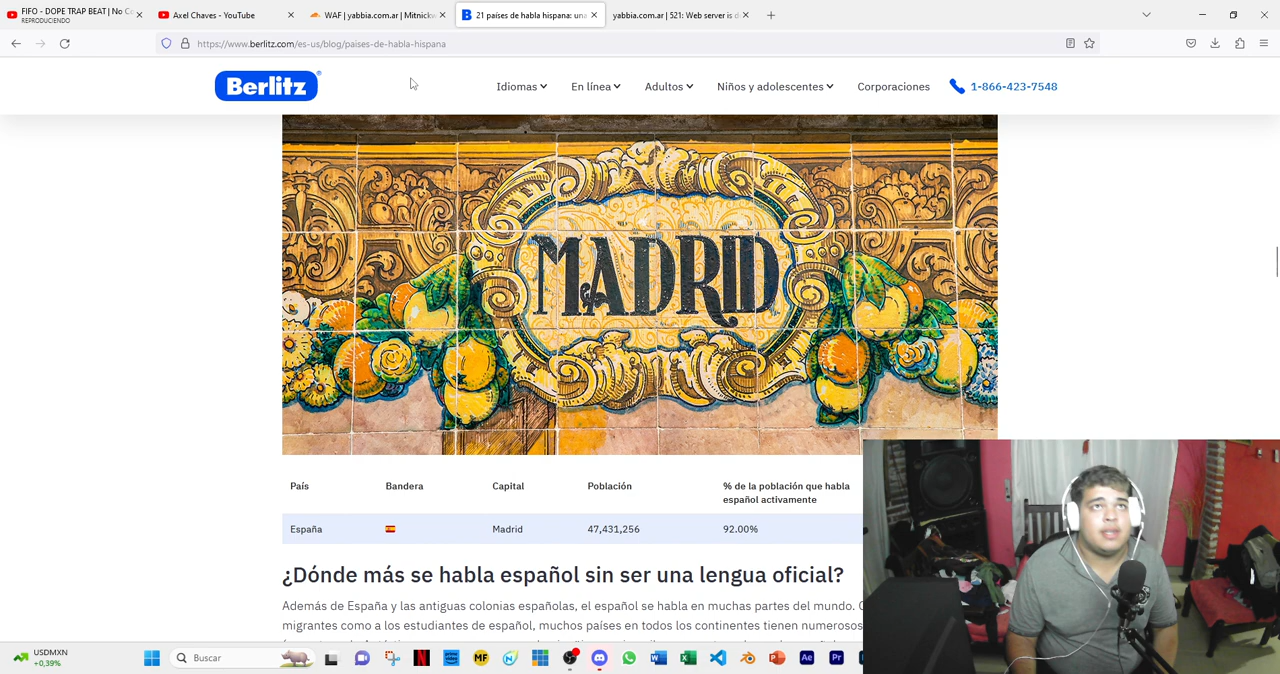 FIFO - DOPE TRAP BEAT | No C
REPRODUCIENDO
Axel Chaves - YouTube
WAF | yabbia.com.ar | Mitnick
21 países de habla hispana: una
yabbia.com.ar | 521: Web server is d
https://www.berlitz.com/es-us/blog/paises-de-habla-hispana
Berlitz
Idiomas
En línea
Adultos
Niños y adolescentes
Corporaciones
1-866-423-7548
MADRID
País
Bandera
Capital
Población
% de la población que habla
español activamente
España
Madrid
47,431,256
92.00%
¿Dónde más se habla español sin ser una lengua oficial?
Además de España y las antiguas colonias españolas, el español se habla en muchas partes del mundo.
migrantes como a los estudiantes de español, muchos países en todos los continentes tienen numerosos
USDMXN
+0,39%
Buscar